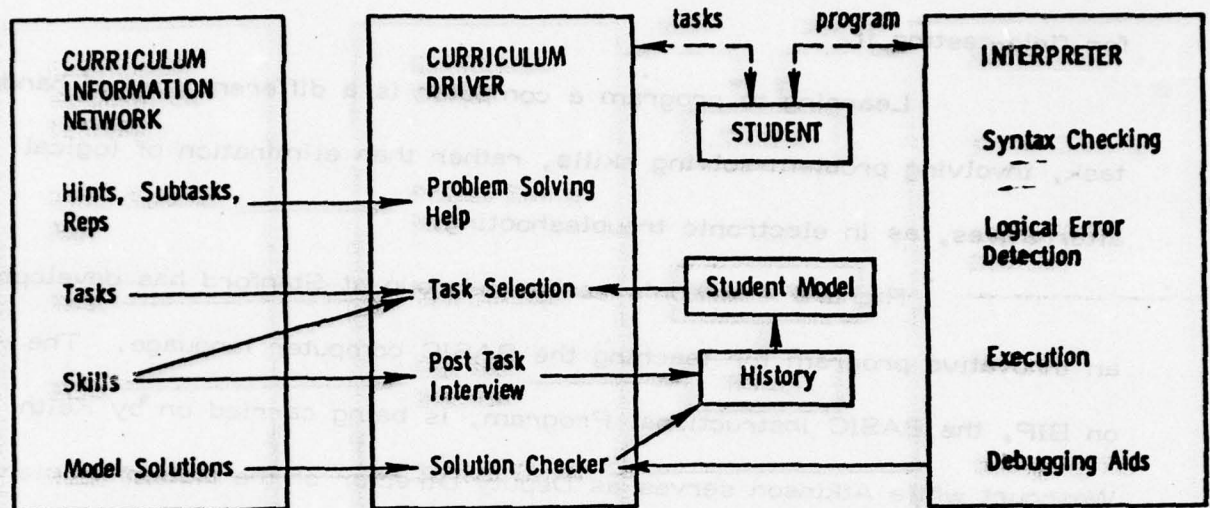 tasks program
CURRICULUM
INFORMATION
NETWORK
Hints, Subtasks,
Reps
Tasks
Skills
Model Solutions
CURRICULUM
DRIVER
Problem Solving
Help
Task Selection
Post Task
Interview
Solution Checker
STUDENT
Student Model
History
INTERPRETER
Syntax Checking
Logical Error
Detection
Execution
Debugging Aids